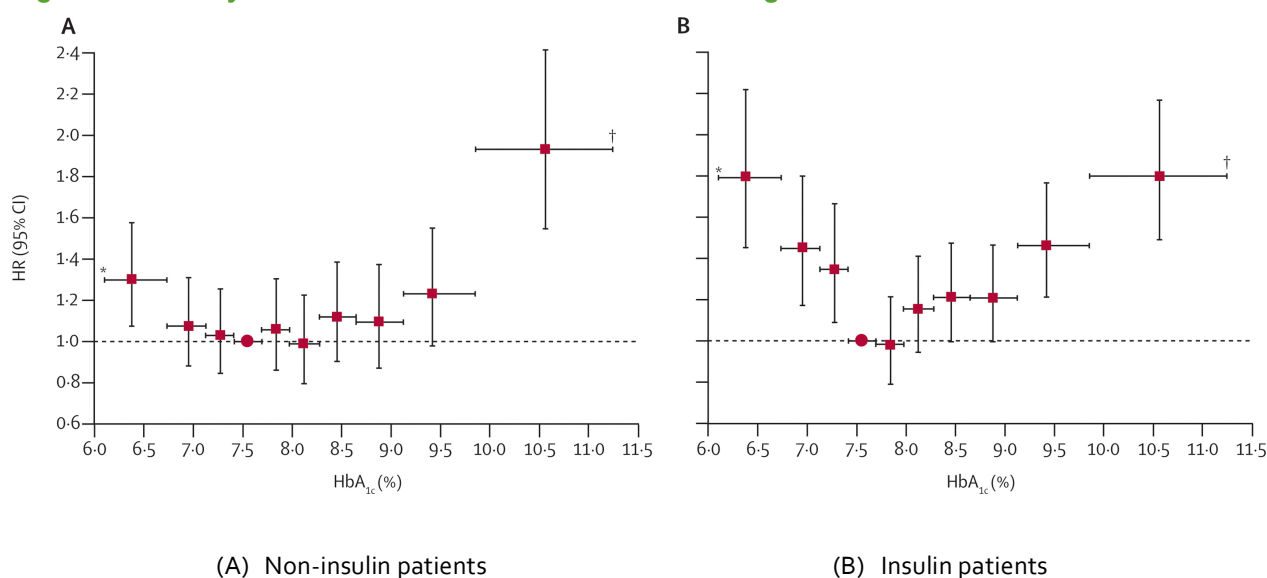 A
B
2·4
2·2
2·0
1·8
1·6
1·4
1·2
1·0
0·8
0·6
HR (95% CI)
*
†
*
†
6·0 6·5 7·0 7·5 8·0 8·5 9·0 9·5 10·0 10·5 11·0 11·5
6·0 6·5 7·0 7·5 8·0 8·5 9·0 9·5 10·0 10·5 11·0 11·5
HbA1c (%)
HbA1c (%)
(A) Non-insulin patients
(B) Insulin patients